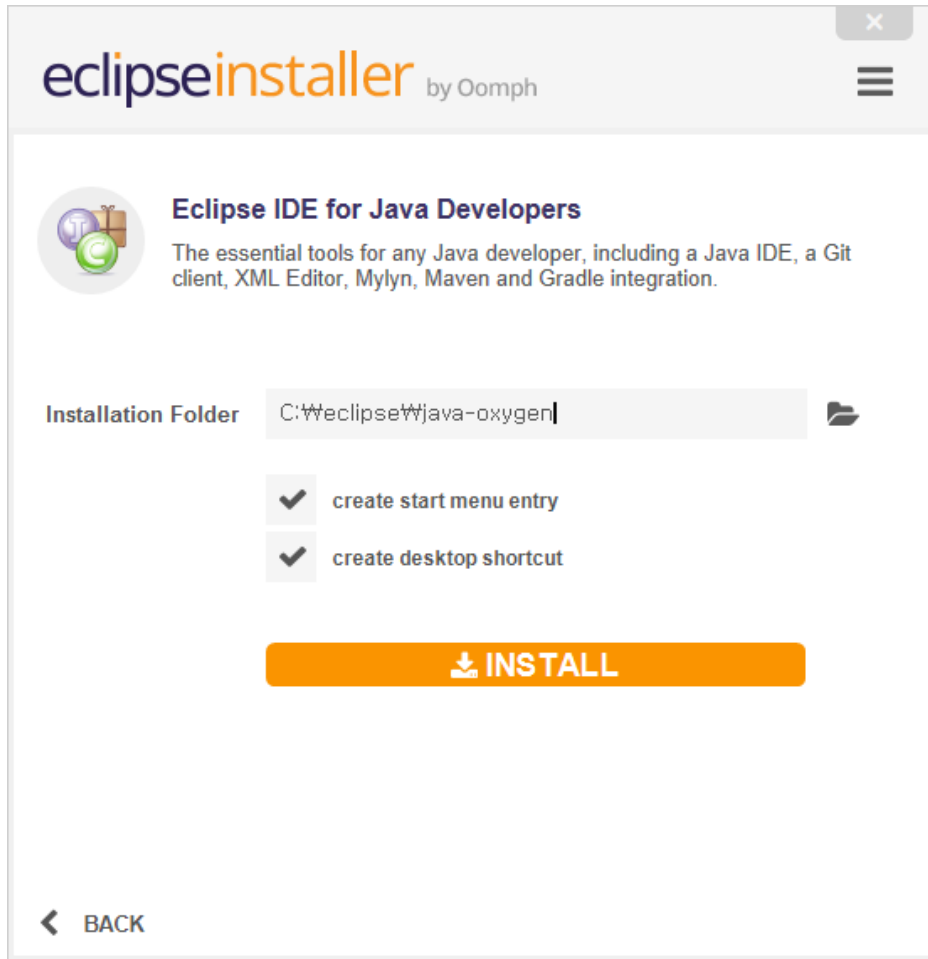 eclipseinstaller by Oomph
Eclipse IDE for Java Developers
The essential tools for any Java developer, including a Java IDE, a Git
client, XML Editor, Mylyn, Maven and Gradle integration.
Installation Folder C:₩eclipse₩java-oxygen
create start menu entry
create desktop shortcut
INSTALL
BACK